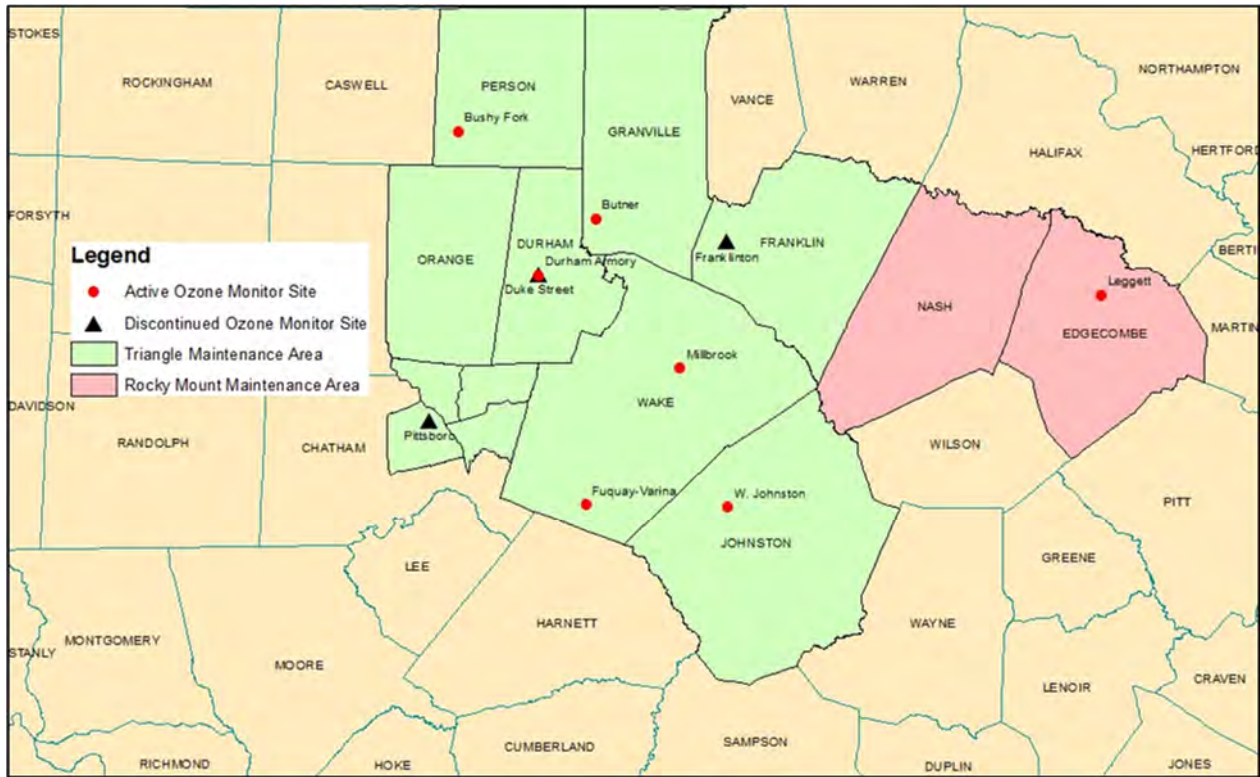 STOKES
ROCKINGHAM
CASWELL
PERSON
Bushy Fork
GRANVILLE
VANCE
WARREN
NORTHAMPTON
HALIFAX
HERTFORD
FORSYTH
Legend
Active Ozone Monitor Site
Discontinued Ozone Monitor Site
Triangle Maintenance Area
Rocky Mount Maintenance Area
ORANGE
DURHAM
Durham Armory
Duke Street
Butner
Franklinton
FRANKLIN
NASH
Leggett
EDGECOMBE
BERTI
MARTIN
DAVIDSON
RANDOLPH
CHATHAM
Pittsboro
Millbrook
WAKE
WILSON
PITT
Fuquay-Varina
W. Johnston
JOHNSTON
LEE
HARNETT
GREENE
WAYNE
STANLY
MONTGOMERY
MOORE
LENOIR
CRAVEN
RICHMOND
HOKE
CUMBERLAND
SAMPSON
DUPLIN
JONES